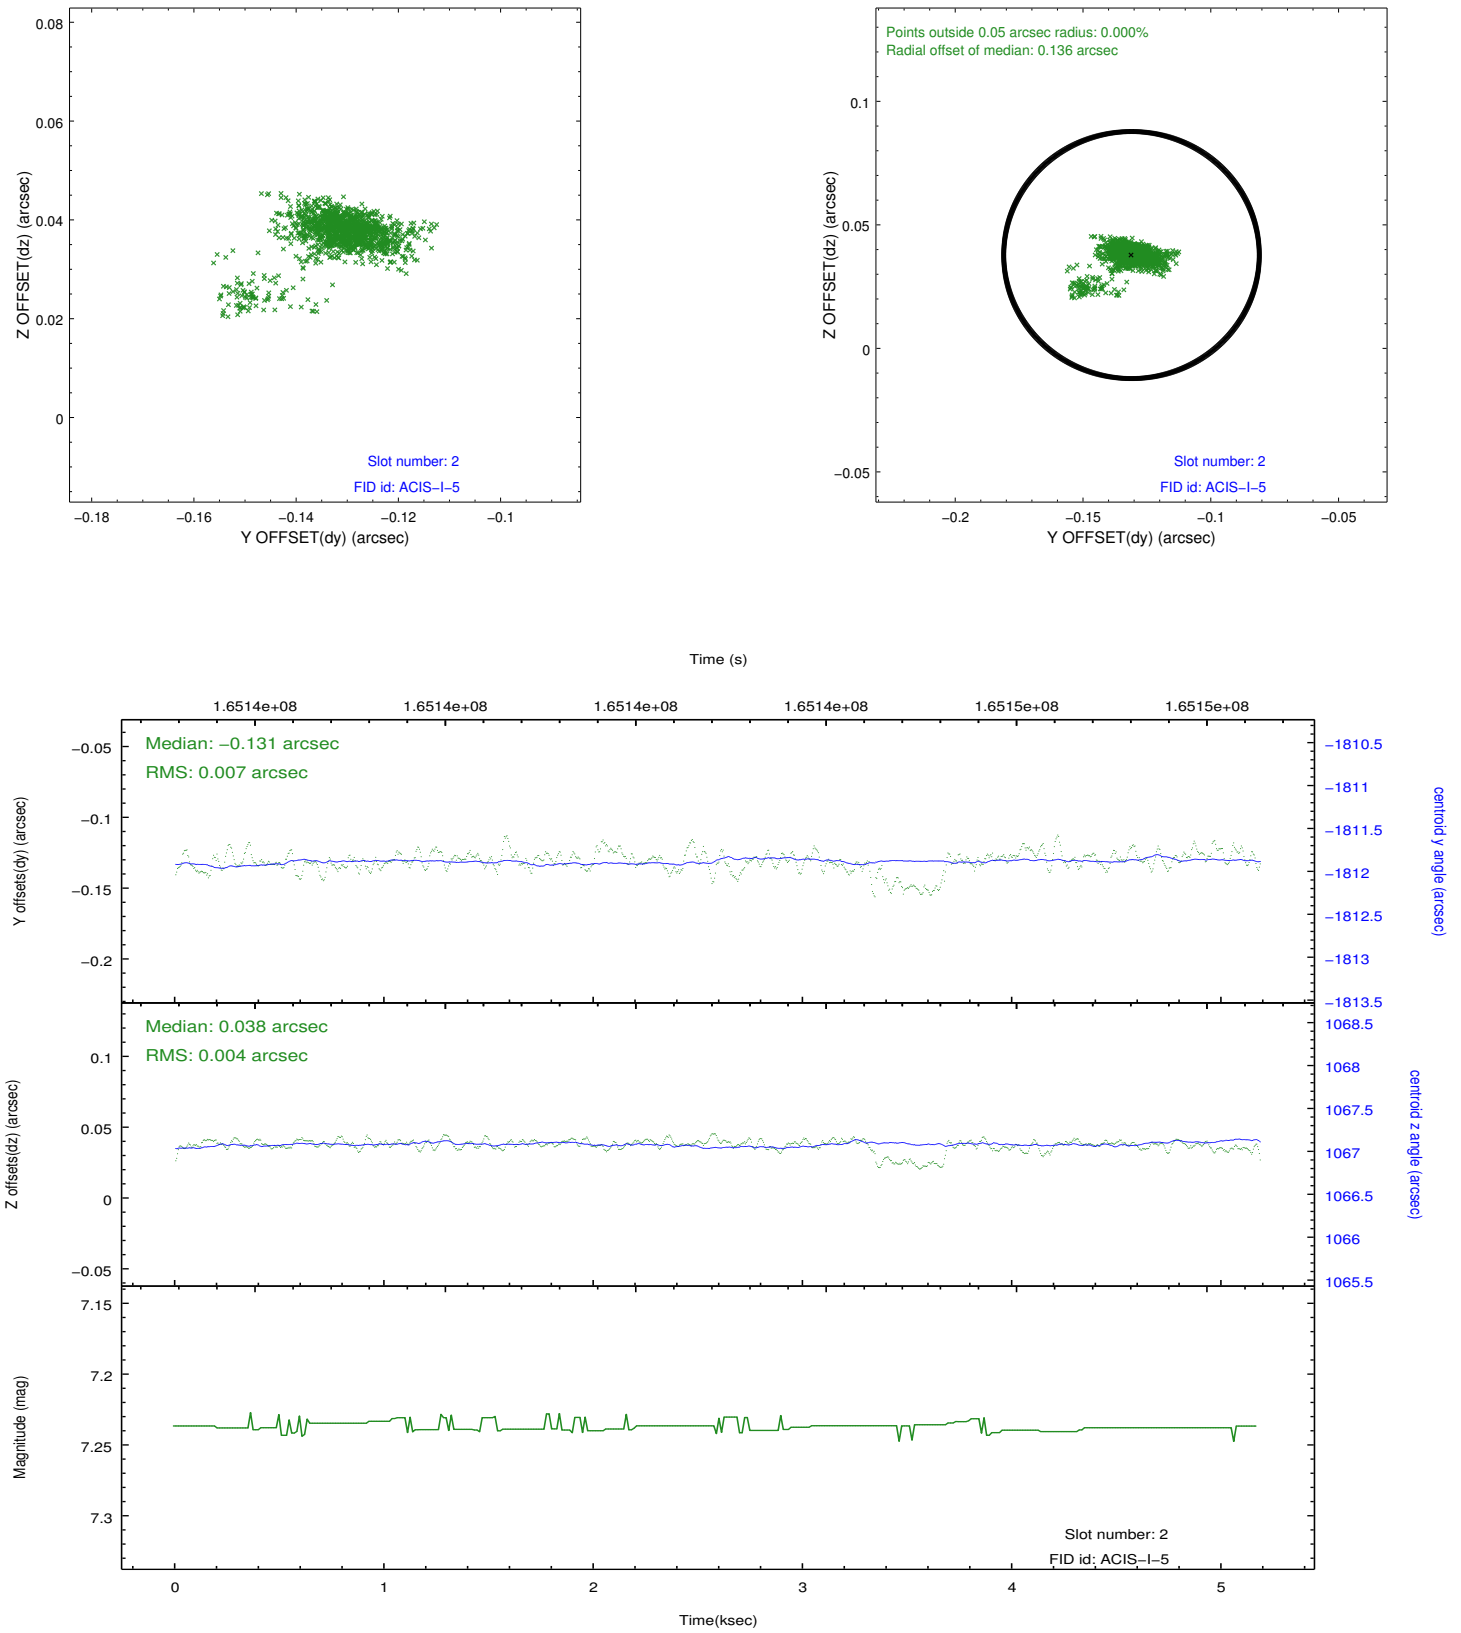 0.08
0.06
0.04
0.02
0
−0.18
−0.16
−0.14
−0.12
−0.1
Z OFFSET(dz) (arcsec)
Y OFFSET(dy) (arcsec)
Slot number: 2
FID id: ACIS−I−5
Points outside 0.05 arcsec radius: 0.000%
Radial offset of median: 0.136 arcsec
0.1
0.05
0
−0.05
−0.2
−0.15
−0.1
−0.05
Z OFFSET(dz) (arcsec)
Y OFFSET(dy) (arcsec)
Slot number: 2
FID id: ACIS−I−5
Time (s)
1.6514e+08
1.6514e+08
1.6514e+08
1.6514e+08
1.6515e+08
1.6515e+08
Median: −0.131 arcsec
RMS: 0.007 arcsec
−0.05
−0.1
−0.15
−0.2
Y offsets(dy) (arcsec)
−1810.5
−1811
−1811.5
−1812
−1812.5
−1813
−1813.5
centroid y angle (arcsec)
Median: 0.038 arcsec
RMS: 0.004 arcsec
0.1
0.05
0
−0.05
Z offsets(dz) (arcsec)
1068.5
1068
1067.5
1067
1066.5
1066
1065.5
centroid z angle (arcsec)
7.15
7.2
7.25
7.3
Magnitude (mag)
Slot number: 2
FID id: ACIS−I−5
0
1
2
3
4
5
Time(ksec)